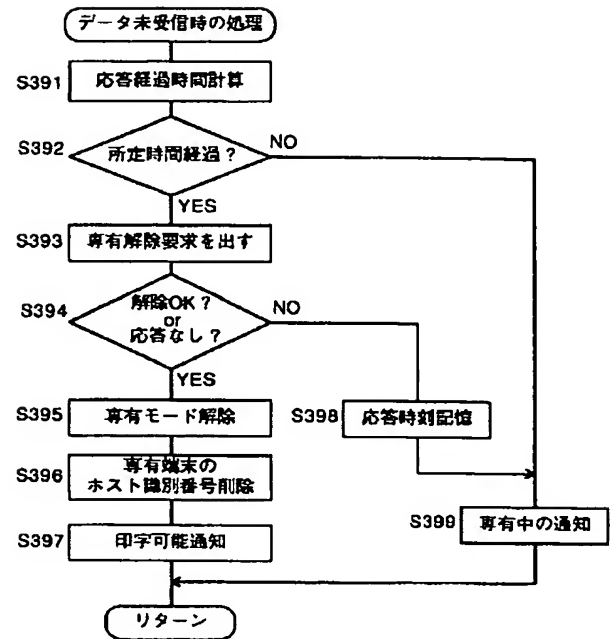 データ未受信時の処理
S391
応答経過時間計算
S392
所定時間経過？
NO
YES
S393
専有解除要求を出す
S394
解除OK？
or
応答なし？
NO
YES
S395
専有モード解除
S398
応答時刻記憶
S396
専有端末の
ホスト識別番号削除
S397
印字可能通知
S399
専有中の通知
リターン